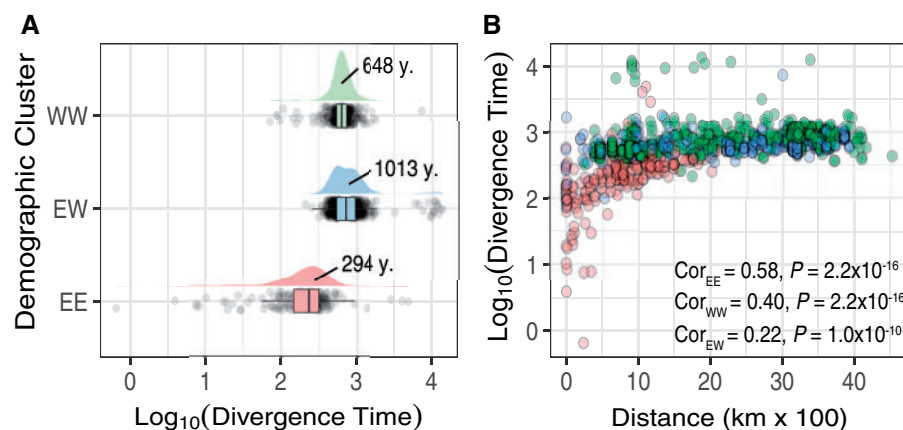 A
Demographic Cluster
WW
EW
EE
648 y.
1013 y.
294 y.
0 1 2 3 4
Log10(Divergence Time)
B
Log10(Divergence Time)
4
3
2
1
0
CorEE = 0.58, P = 2.2x10-16
CorWW = 0.40, P = 2.2x10-16
CorEW = 0.22, P = 1.0x10-10
0 10 20 30 40
Distance (km x 100)